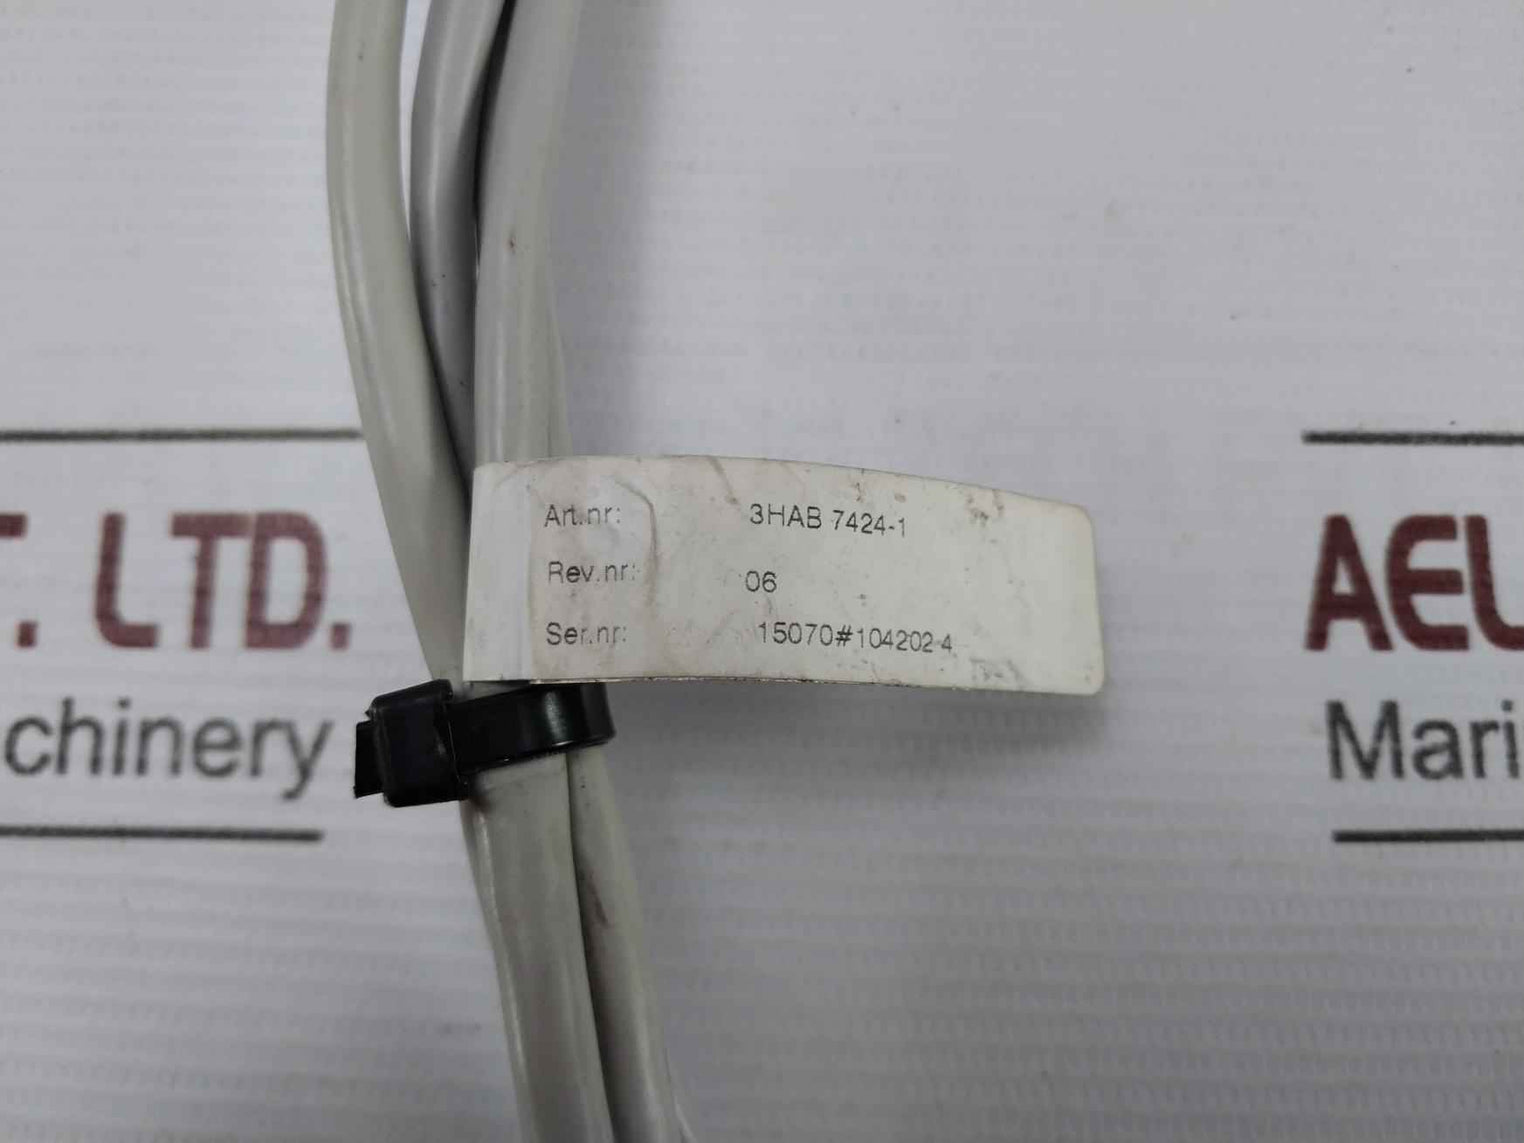 Art.nr: 3HAB 7424-1
Rev.nr: 06
Ser.nr: 15070#104202-4
T. LTD.
chinery
AEL
Mari